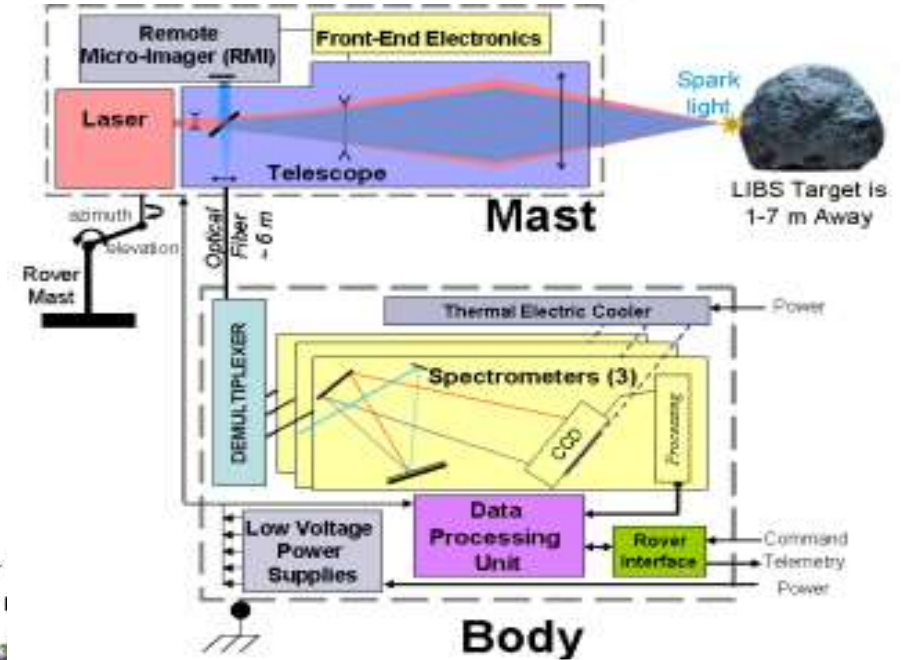 Remote
Micro-Imager (RMI)
Front-End Electronics
Laser
Spark
light
Telescope
LIBS Target is
1-7 m Away
Mast
azimuth
elevation
Rover
Mast
Optical
Fiber
~ 6 m
Thermal Electric Cooler
Power
DEMULTIPLEXER
Spectrometers (3)
CCD
Processing
Data
Processing
Unit
Low Voltage
Power
Supplies
Rover
Interface
Command
Telemetry
Power
Body